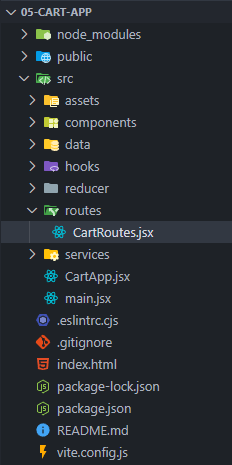 05-CART-APP
node_modules
public
src
assets
components
data
hooks
reducer
routes
CartRoutes.jsx
services
CartApp.jsx
main.jsx
.eslintrc.cjs
.gitignore
index.html
package-lock.json
package.json
README.md
vite.config.js